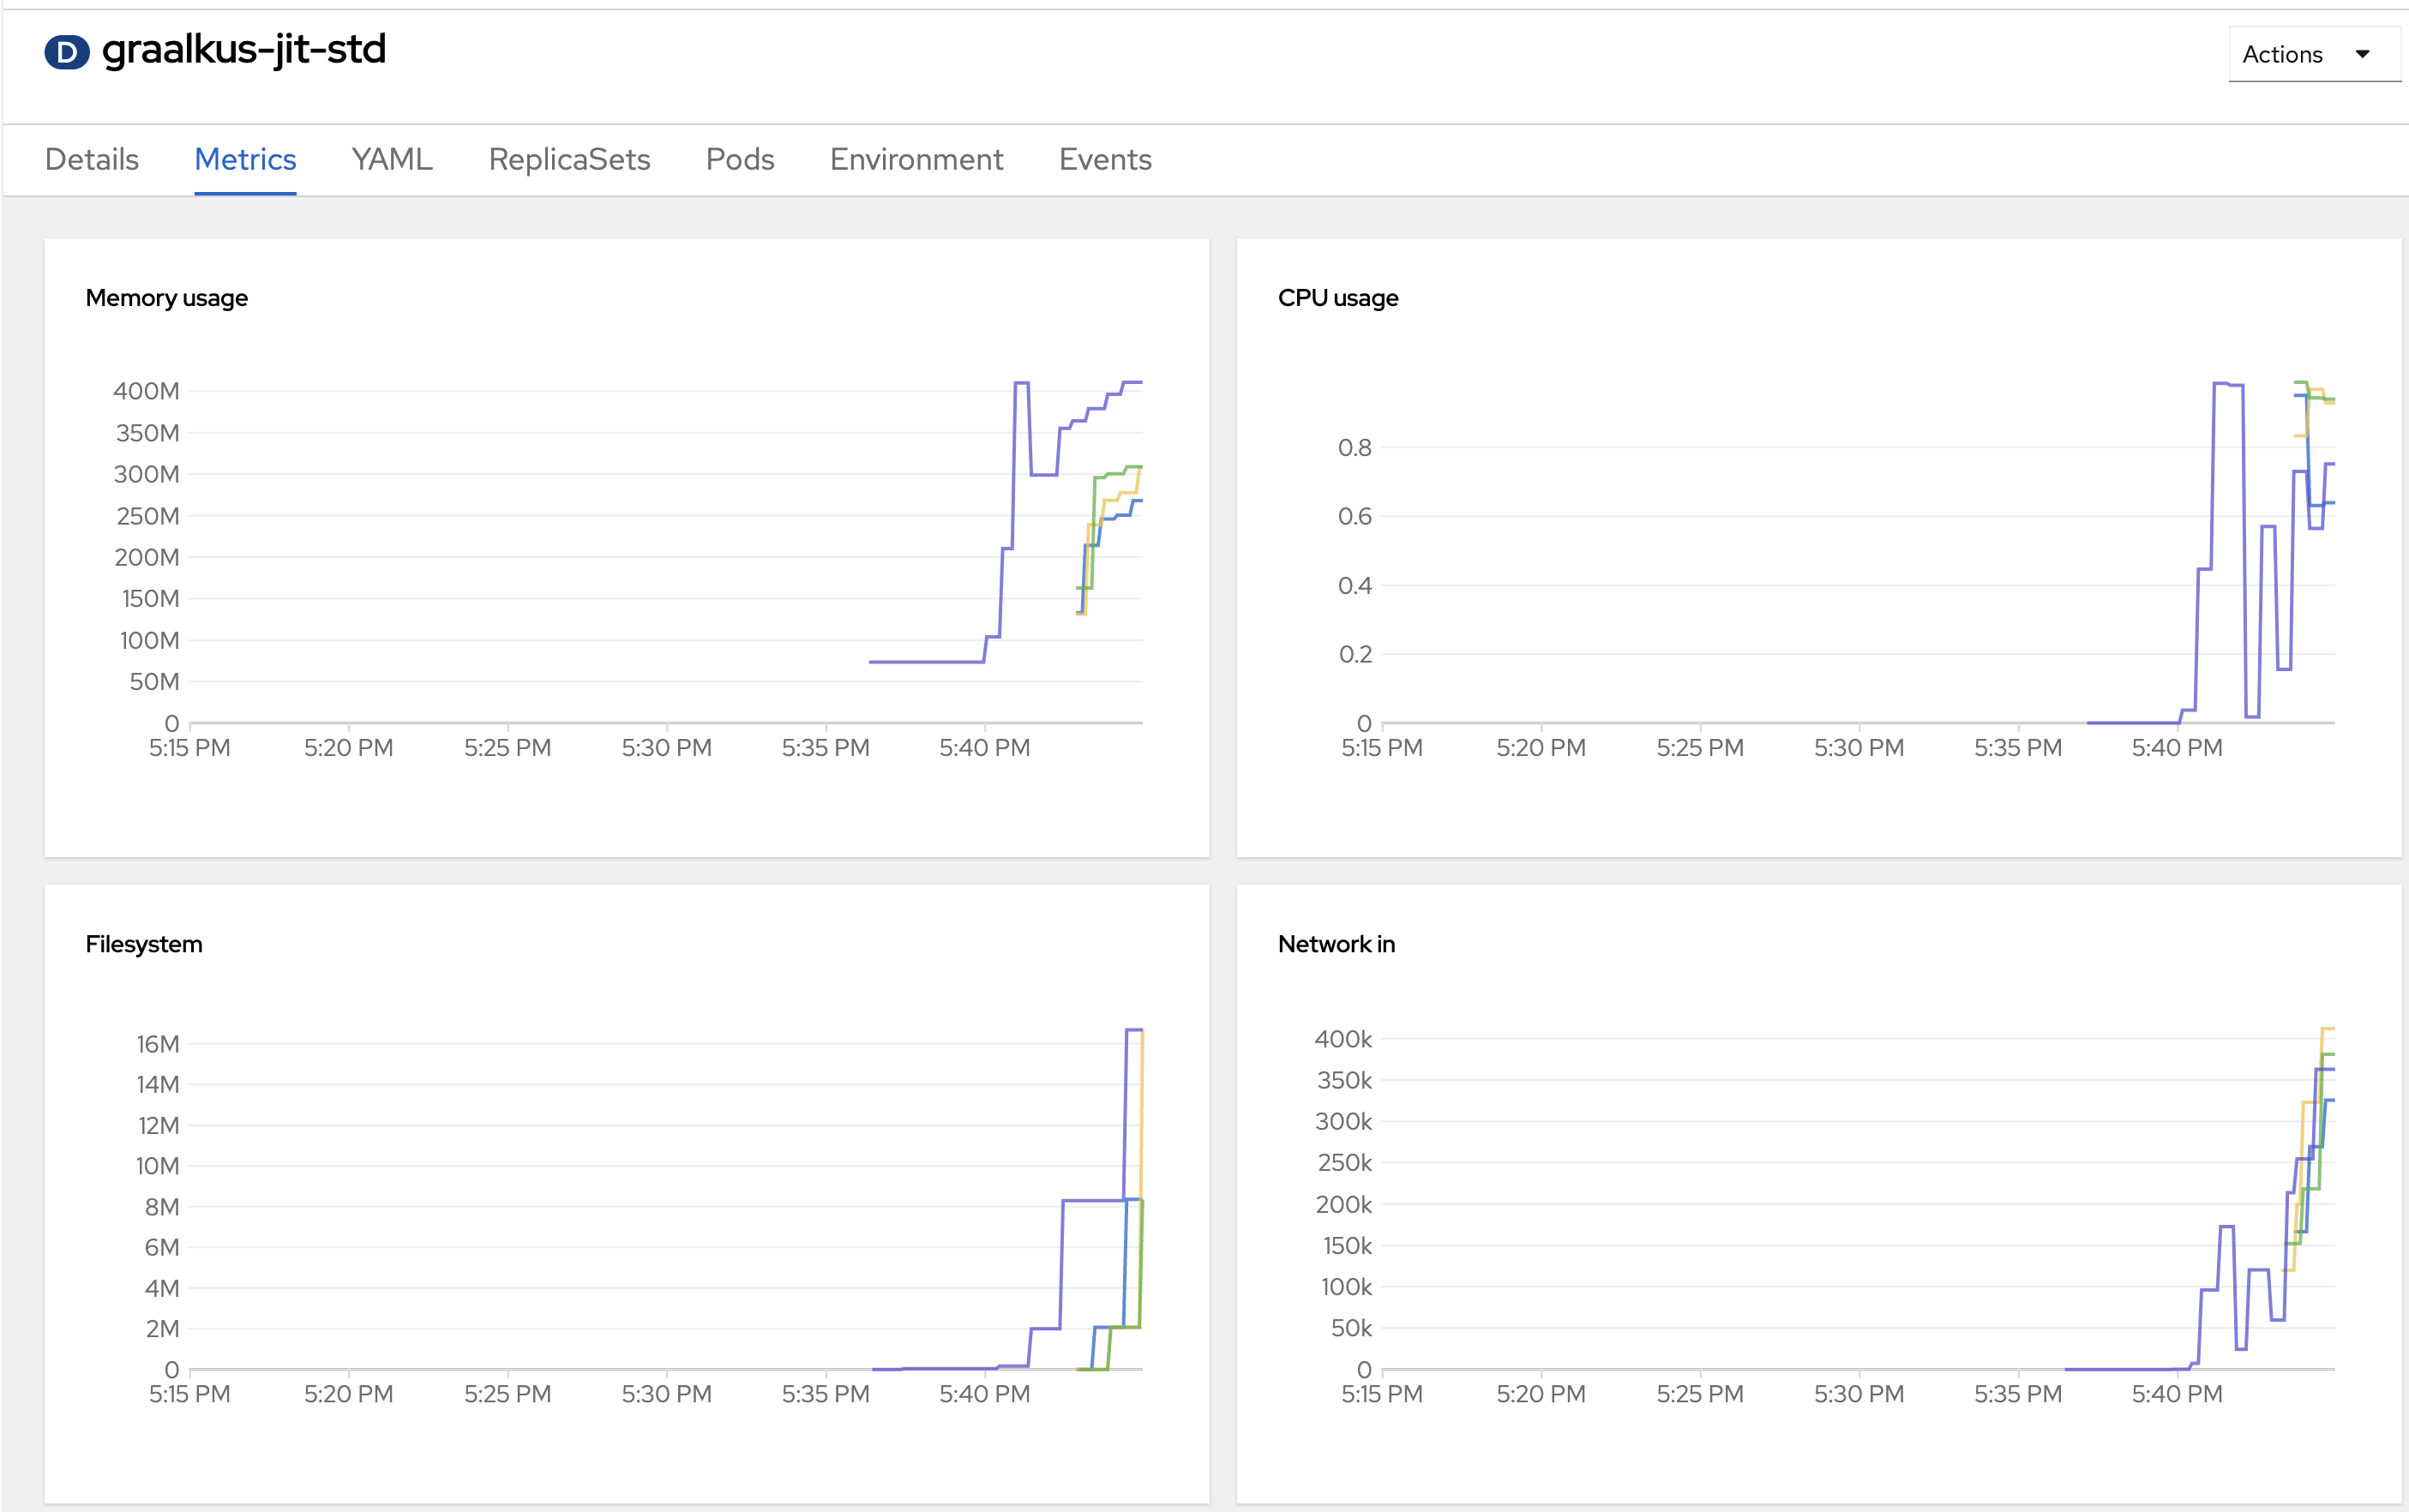 D graalkus-jit-std
Actions
Details Metrics YAML ReplicaSets Pods Environment Events
Memory usage
400M
350M
300M
250M
200M
150M
100M
50M
0
5:15 PM 5:20 PM 5:25 PM 5:30 PM 5:35 PM 5:40 PM
CPU usage
0.8
0.6
0.4
0.2
0
5:15 PM 5:20 PM 5:25 PM 5:30 PM 5:35 PM 5:40 PM
Filesystem
16M
14M
12M
10M
8M
6M
4M
2M
0
5:15 PM 5:20 PM 5:25 PM 5:30 PM 5:35 PM 5:40 PM
Network in
400k
350k
300k
250k
200k
150k
100k
50k
0
5:15 PM 5:20 PM 5:25 PM 5:30 PM 5:35 PM 5:40 PM